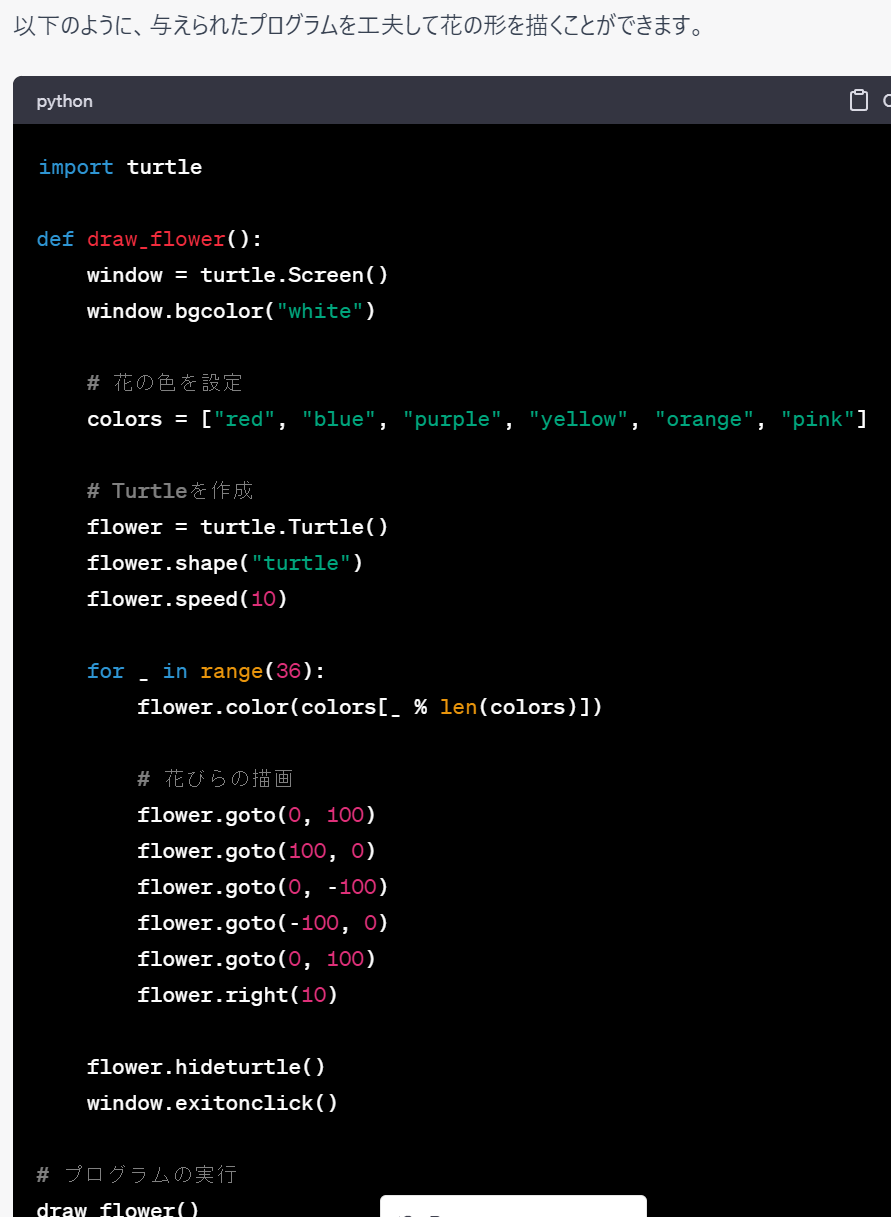 以下のように、与えられたプログラムを工夫して花の形を描くことができます。
python
import turtle
def draw_flower():
    window = turtle.Screen()
    window.bgcolor("white")
    # 花の色を設定
    colors = ["red", "blue", "purple", "yellow", "orange", "pink"]
    # Turtleを作成
    flower = turtle.Turtle()
    flower.shape("turtle")
    flower.speed(10)
    for _ in range(36):
        flower.color(colors[_ % len(colors)])
        # 花びらの描画
        flower.goto(0, 100)
        flower.goto(100, 0)
        flower.goto(0, -100)
        flower.goto(-100, 0)
        flower.goto(0, 100)
        flower.right(10)
    flower.hideturtle()
    window.exitonclick()
# プログラムの実行
draw_flower()